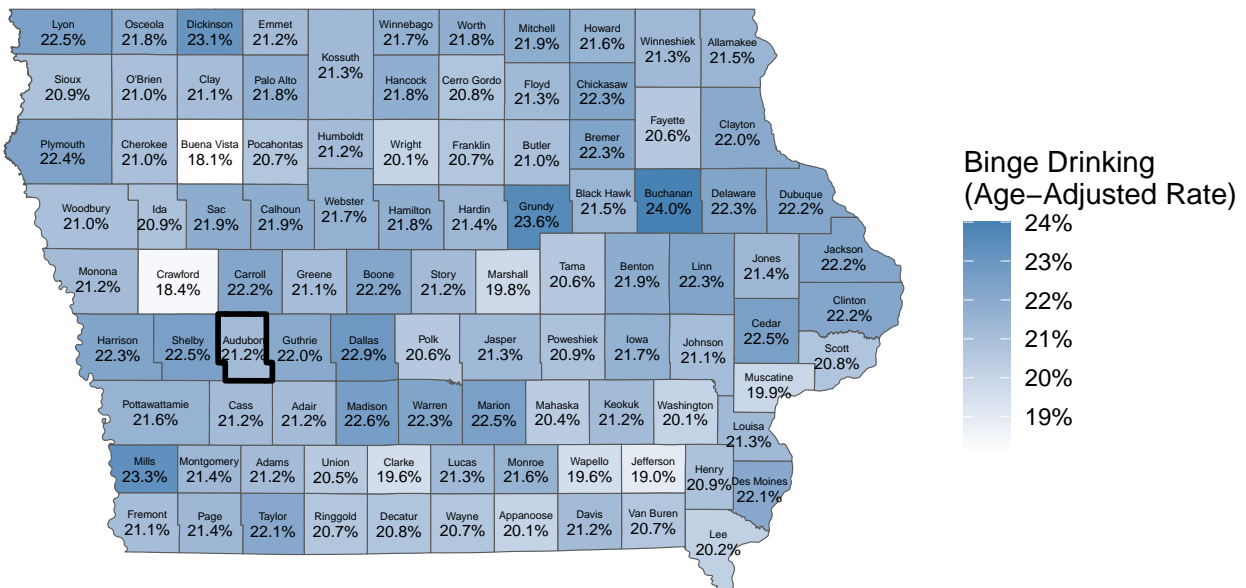 Lyon
22.5%
Osceola
21.8%
Dickinson
23.1%
Emmet
21.2%
Kossuth
21.3%
Winnebago
21.7%
Worth
21.8%
Mitchell
21.9%
Howard
21.6%
Winneshiek
21.3%
Allamakee
21.5%
Sioux
20.9%
O'Brien
21.0%
Clay
21.1%
Palo Alto
21.8%
Hancock
21.8%
Cerro Gordo
20.8%
Floyd
21.3%
Chickasaw
22.3%
Fayette
20.6%
Clayton
22.0%
Plymouth
22.4%
Cherokee
21.0%
Buena Vista
18.1%
Pocahontas
20.7%
Humboldt
21.2%
Wright
20.1%
Franklin
20.7%
Butler
21.0%
Bremer
22.3%
Woodbury
21.0%
Ida
20.9%
Sac
21.9%
Calhoun
21.9%
Webster
21.7%
Hamilton
21.8%
Hardin
21.4%
Grundy
23.6%
Black Hawk
21.5%
Buchanan
24.0%
Delaware
22.3%
Dubuque
22.2%
Monona
21.2%
Crawford
18.4%
Carroll
22.2%
Greene
21.1%
Boone
22.2%
Story
21.2%
Marshall
19.8%
Tama
20.6%
Benton
21.9%
Linn
22.3%
Jones
21.4%
Jackson
22.2%
Clinton
22.2%
Harrison
22.3%
Shelby
22.5%
Audubon
21.2%
Guthrie
22.0%
Dallas
22.9%
Polk
20.6%
Jasper
21.3%
Poweshiek
20.9%
Iowa
21.7%
Johnson
21.1%
Cedar
22.5%
Scott
20.8%
Muscatine
19.9%
Pottawattamie
21.6%
Cass
21.2%
Adair
21.2%
Madison
22.6%
Warren
22.3%
Marion
22.5%
Mahaska
20.4%
Keokuk
21.2%
Washington
20.1%
Louisa
21.3%
Mills
23.3%
Montgomery
21.4%
Adams
21.2%
Union
20.5%
Clarke
19.6%
Lucas
21.3%
Monroe
21.6%
Wapello
19.6%
Jefferson
19.0%
Henry
20.9%
Des Moines
22.1%
Fremont
21.1%
Page
21.4%
Taylor
22.1%
Ringgold
20.7%
Decatur
20.8%
Wayne
20.7%
Appanoose
20.1%
Davis
21.2%
Van Buren
20.7%
Lee
20.2%
Binge Drinking
(Age−Adjusted Rate)
24%
23%
22%
21%
20%
19%